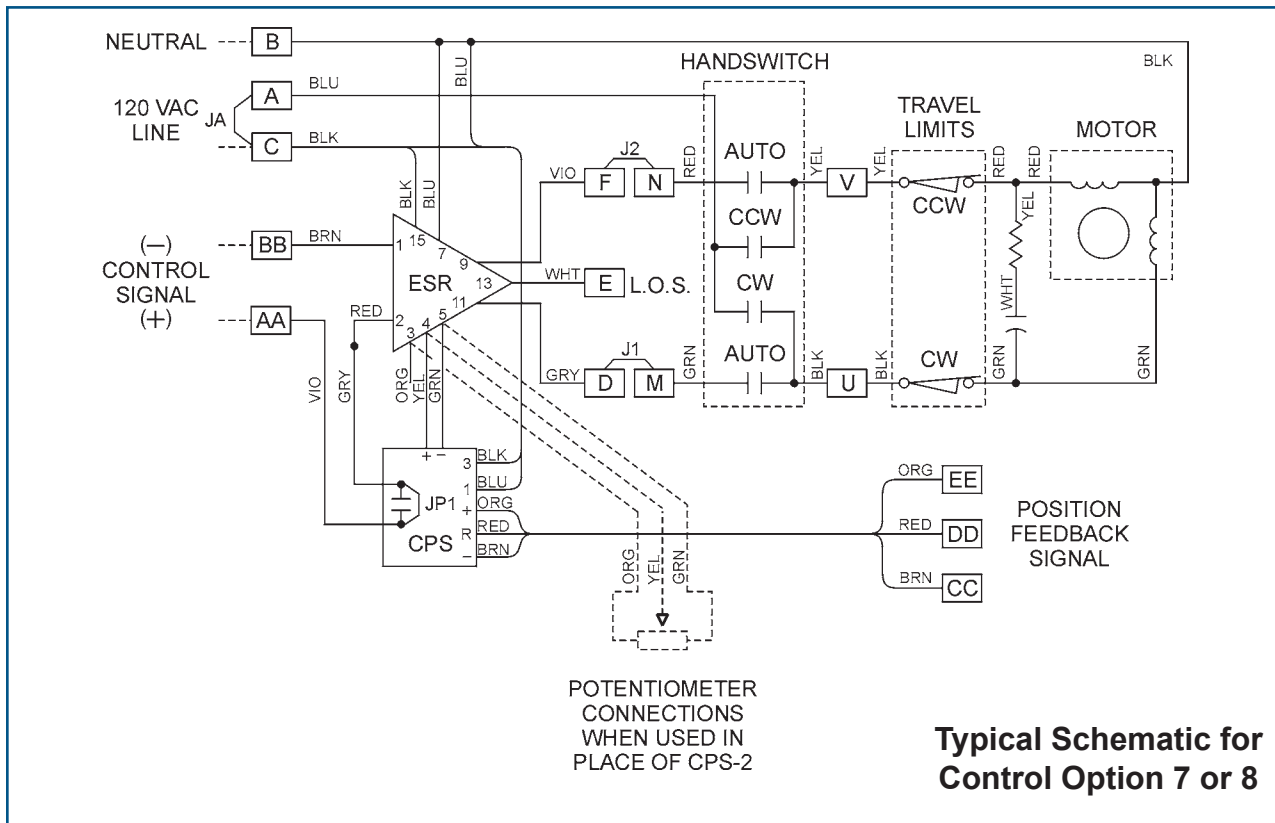 NEUTRAL
B
A
BLU
120 VAC
LINE
JA
C
BLK
BLU
HANDSWITCH
BLK
TRAVEL
LIMITS
MOTOR
BLK
BLU
VIO
J2
F
N
RED
AUTO
YEL
V
YEL
RED
RED
CCW
CCW
YEL
(—)
CONTROL
SIGNAL
(+)
BB
BRN
1
15
7
9
ESR
13
11
WHT
E
L.O.S.
CW
WHT
AA
RED
2
3
4
5
J1
GRY
D
M
GRN
AUTO
BLK
U
BLK
CW
GRN
GRN
VIO
GRY
ORG
YEL
GRN
+
−
3
BLK
1
BLU
JP1
+
ORG
CPS
R
RED
−
BRN
ORG
EE
RED
DD
BRN
CC
POSITION
FEEDBACK
SIGNAL
ORG
YEL
GRN
POTENTIOMETER
CONNECTIONS
WHEN USED IN
PLACE OF CPS-2
Typical Schematic for
Control Option 7 or 8